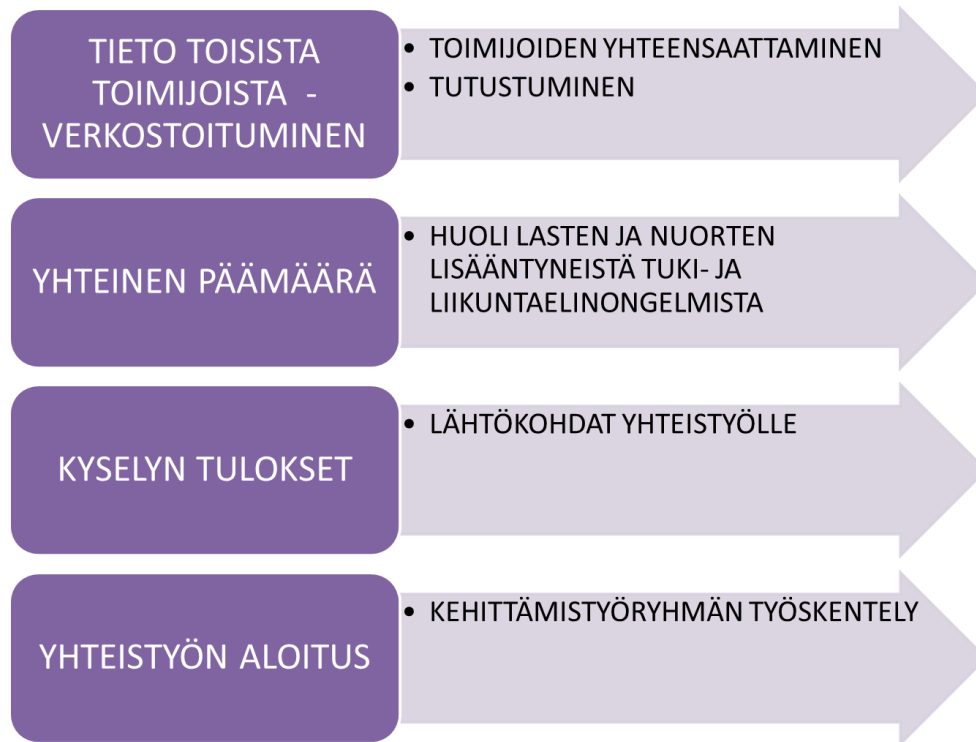 TIETO TOISISTA
TOIMIJOISTA -
VERKOSTOITUMINEN
• TOIMIJOIDEN YHTEENSAATTAMINEN
• TUTUSTUMINEN
YHTEINEN PÄÄMÄÄRÄ
• HUOLI LASTEN JA NUORTEN
LISÄÄNTYNEISTÄ TUKI- JA
LIIKUNTAELINONGELMISTA
KYSELYN TULOKSET
• LÄHTÖKOHDAT YHTEISTYÖLLE
YHTEISTYÖN ALOITUS
• KEHITTÄMISTYÖRYHMÄN TYÖSKENTELY